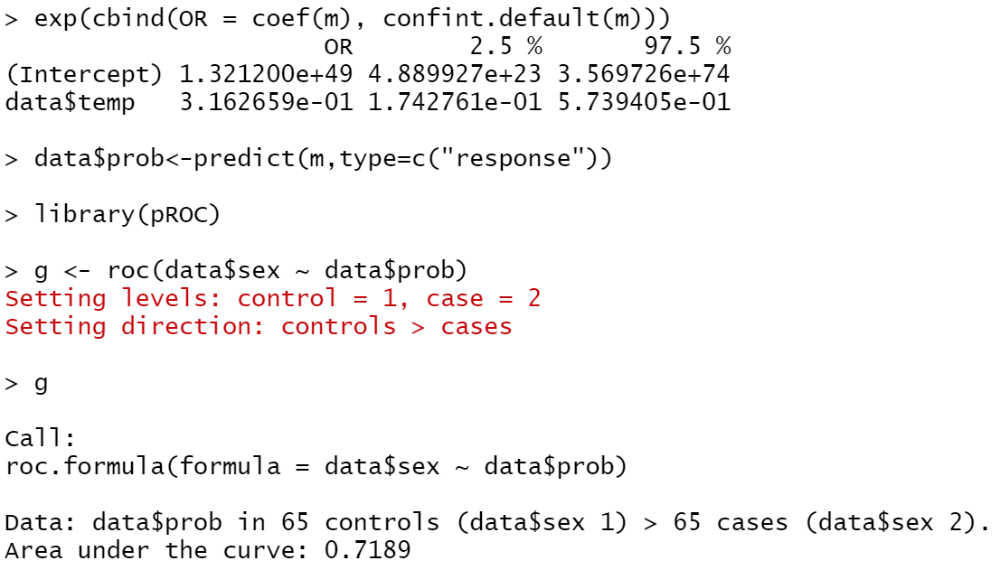 > exp(cbind(OR = coef(m), confint.default(m)))
OR 2.5 % 97.5 %
(Intercept) 1.321200e+49 4.889927e+23 3.569726e+74
data$temp 3.162659e-01 1.742761e-01 5.739405e-01
> data$prob<-predict(m,type=c("response"))
> library(pROC)
> g <- roc(data$sex ~ data$prob)
Setting levels: control = 1, case = 2
Setting direction: controls > cases
> g
Call:
roc.formula(formula = data$sex ~ data$prob)
Data: data$prob in 65 controls (data$sex 1) > 65 cases (data$sex 2).
Area under the curve: 0.7189